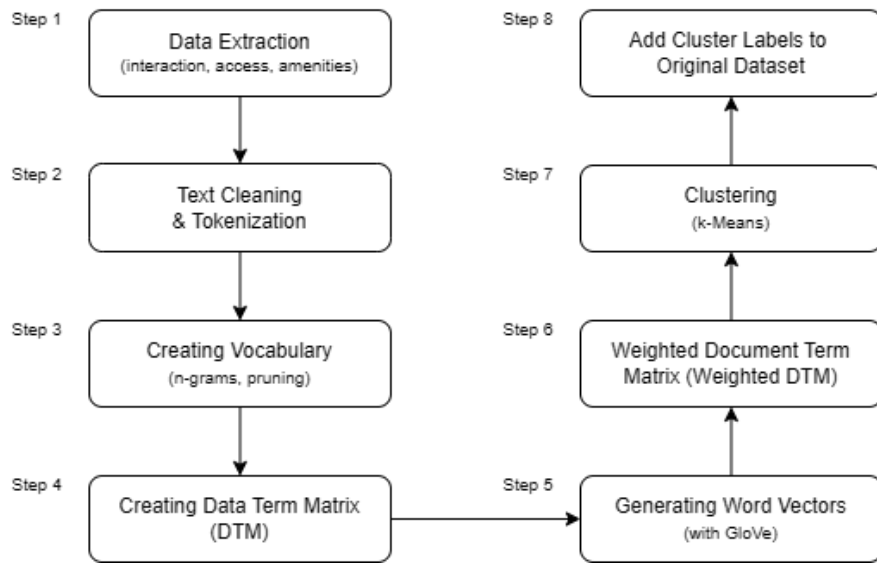 Step 1
Data Extraction
(interaction, access, amenities)
Step 2
Text Cleaning
& Tokenization
Step 3
Creating Vocabulary
(n-grams, pruning)
Step 4
Creating Data Term Matrix
(DTM)
Step 5
Generating Word Vectors
(with GloVe)
Step 6
Weighted Document Term
Matrix (Weighted DTM)
Step 7
Clustering
(k-Means)
Step 8
Add Cluster Labels to
Original Dataset